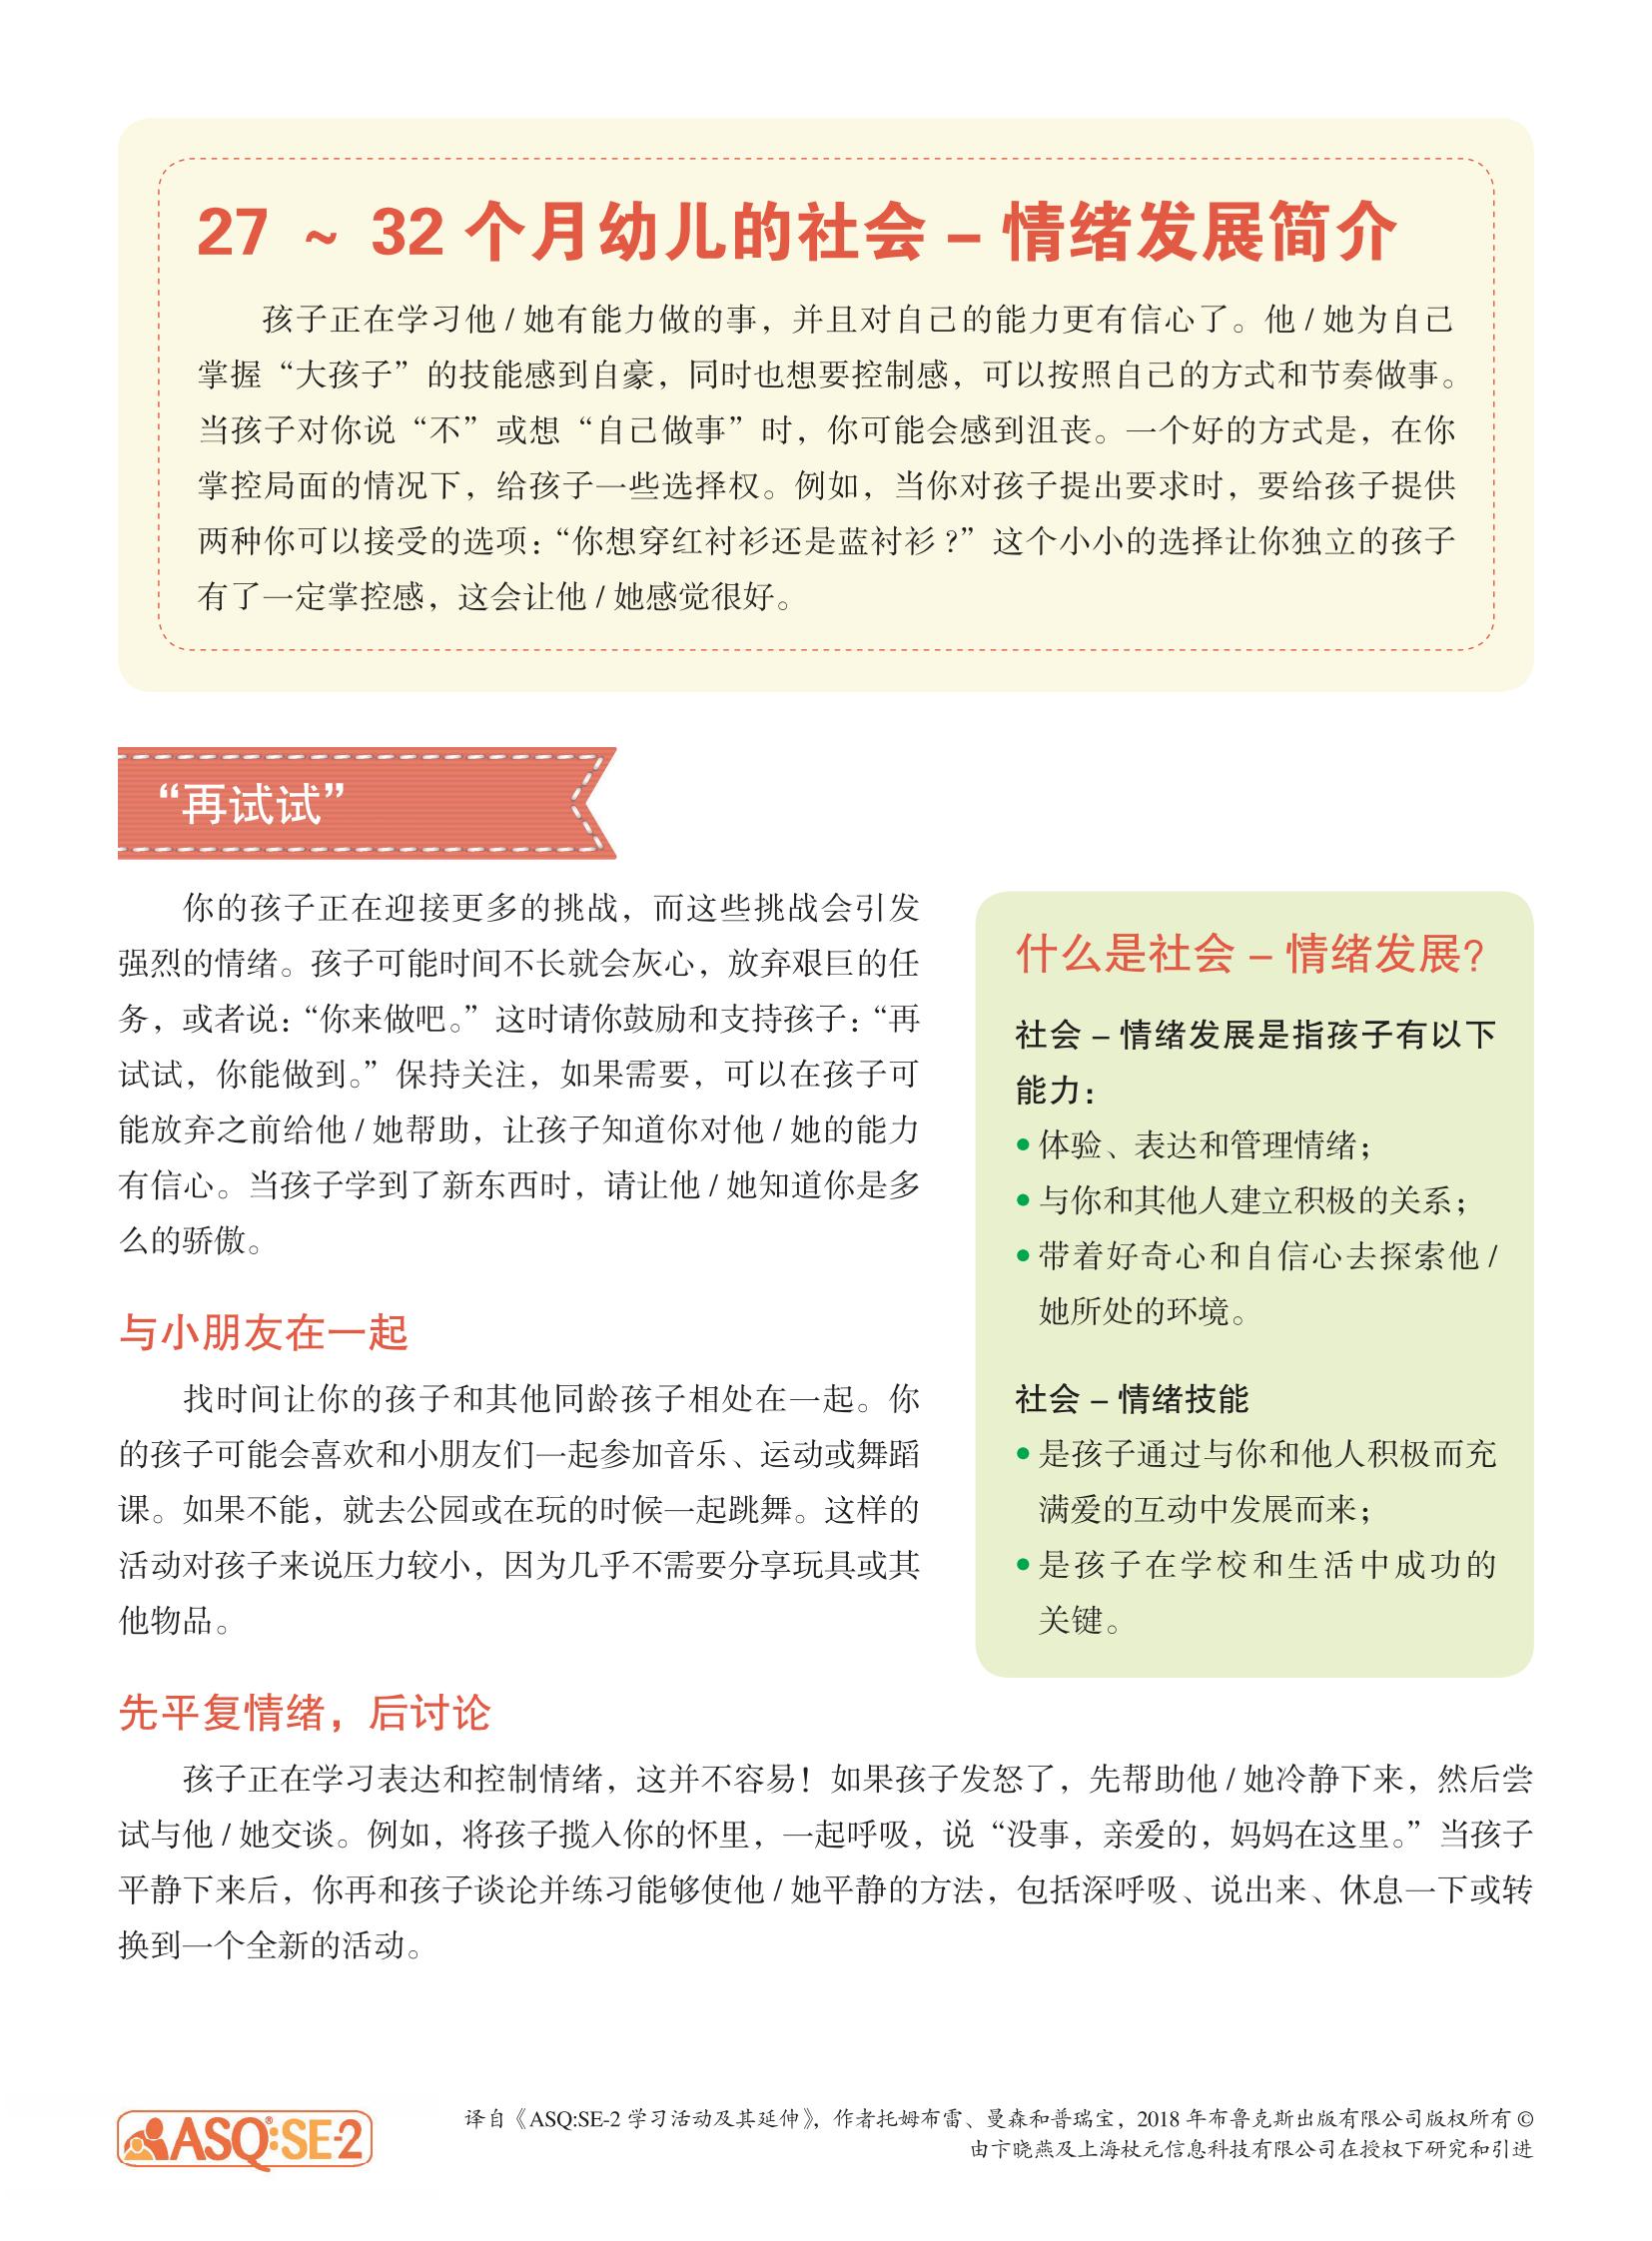 27 ~ 32 个月幼儿的社会 – 情绪发展简介
孩子正在学习他 / 她有能力做的事，并且对自己的能力更有信心了。他 / 她为自己
掌握“大孩子”的技能感到自豪，同时也想要控制感，可以按照自己的方式和节奏做事。
当孩子对你说“不”或想“自己做事”时，你可能会感到沮丧。一个好的方式是，在你
掌控局面的情况下，给孩子一些选择权。例如，当你对孩子提出要求时，要给孩子提供
两种你可以接受的选项：“你想穿红衬衫还是蓝衬衫？”这个小小的选择让你独立的孩子
有了一定掌控感，这会让他 / 她感觉很好。
“再试试”
你的孩子正在迎接更多的挑战，而这些挑战会引发
强烈的情绪。孩子可能时间不长就会灰心，放弃艰巨的任
务，或者说：“你来做吧。”这时请你鼓励和支持孩子：“再
试试，你能做到。”保持关注，如果需要，可以在孩子可
能放弃之前给他 / 她帮助，让孩子知道你对他 / 她的能力
有信心。当孩子学到了新东西时，请让他 / 她知道你是多
么的骄傲。
与小朋友在一起
找时间让你的孩子和其他同龄孩子相处在一起。你
的孩子可能会喜欢和小朋友们一起参加音乐、运动或舞蹈
课。如果不能，就去公园或在玩的时候一起跳舞。这样的
活动对孩子来说压力较小，因为几乎不需要分享玩具或其
他物品。
什么是社会 – 情绪发展？
社会 – 情绪发展是指孩子有以下
能力：
• 体验、表达和管理情绪；
• 与你和其他人建立积极的关系；
• 带着好奇心和自信心去探索他 /
她所处的环境。
社会 – 情绪技能
• 是孩子通过与你和他人积极而充
满爱的互动中发展而来；
• 是孩子在学校和生活中成功的
关键。
先平复情绪，后讨论
孩子正在学习表达和控制情绪，这并不容易！如果孩子发怒了，先帮助他 / 她冷静下来，然后尝
试与他 / 她交谈。例如，将孩子揽入你的怀里，一起呼吸，说“没事，亲爱的，妈妈在这里。”当孩子
平静下来后，你再和孩子谈论并练习能够使他 / 她平静的方法，包括深呼吸、说出来、休息一下或转
换到一个全新的活动。
ASQ®:SE-2
译自《ASQ:SE-2 学习活动及其延伸》，作者托姆布雷、曼森和普瑞宝，2018 年布鲁克斯出版有限公司版权所有 ©
由卞晓燕及上海杖元信息科技有限公司在授权下研究和引进